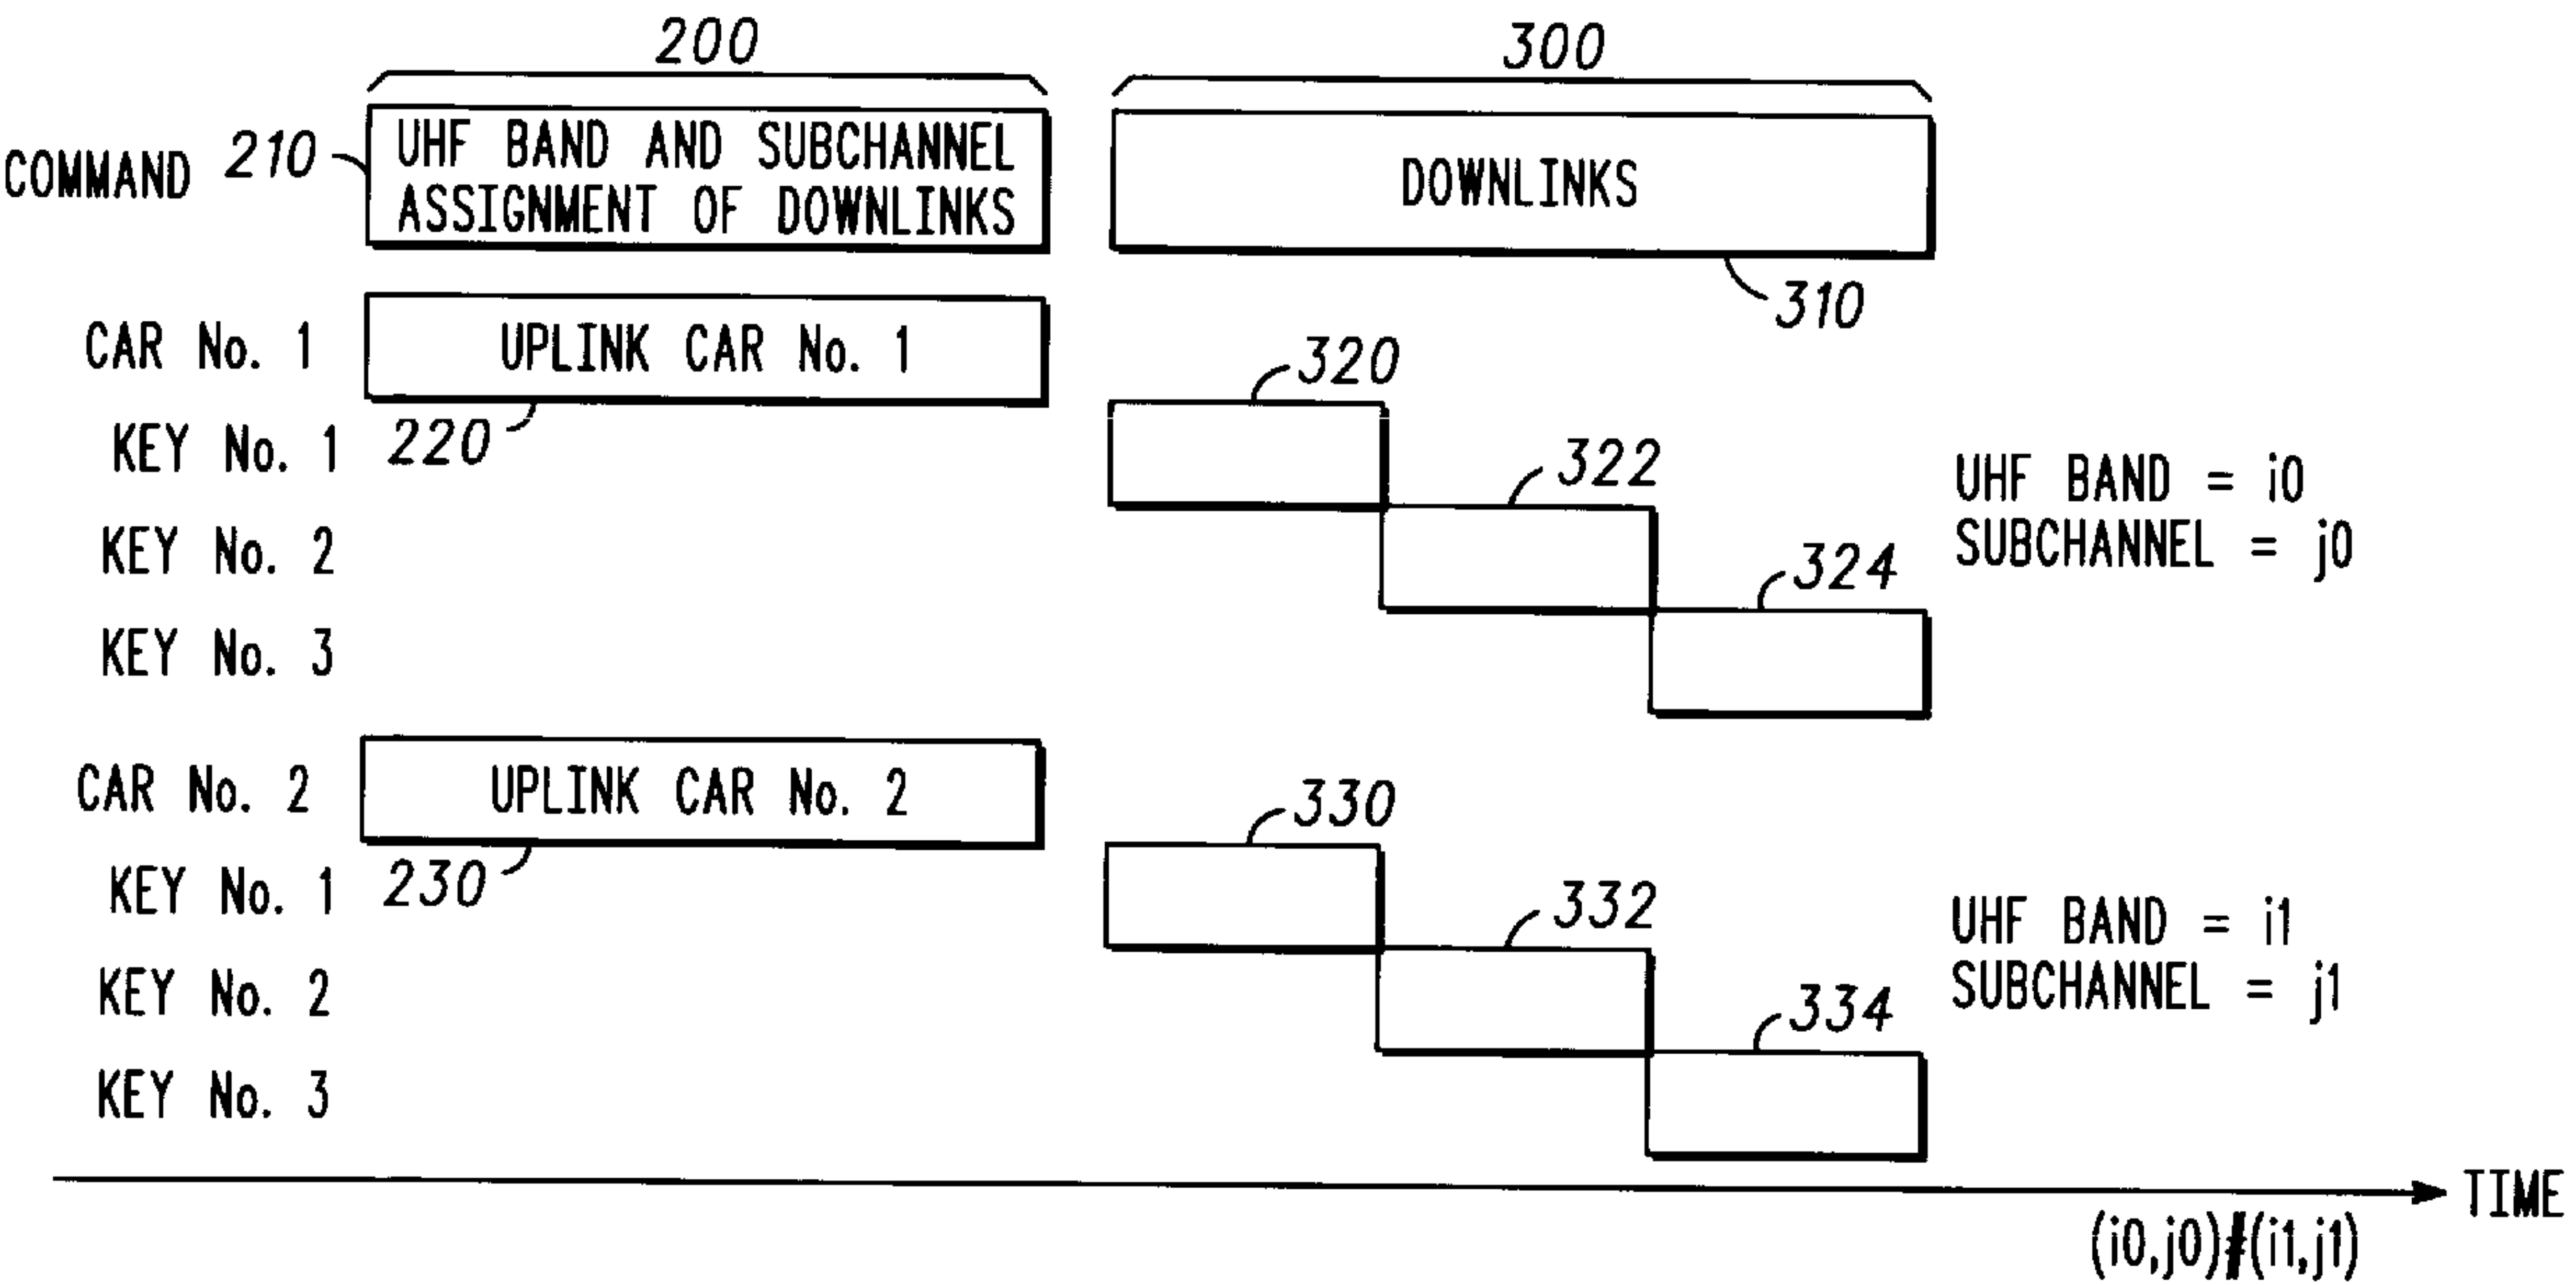 200
300
COMMAND 210
UHF BAND AND SUBCHANNEL
ASSIGNMENT OF DOWNLINKS
DOWNLINKS
310
CAR No. 1
UPLINK CAR No. 1
220
320
KEY No. 1
322
UHF BAND = i0
SUBCHANNEL = j0
KEY No. 2
324
KEY No. 3
CAR No. 2
UPLINK CAR No. 2
230
330
KEY No. 1
332
UHF BAND = i1
SUBCHANNEL = j1
KEY No. 2
334
KEY No. 3
TIME
(i0,j0)≠(i1,j1)